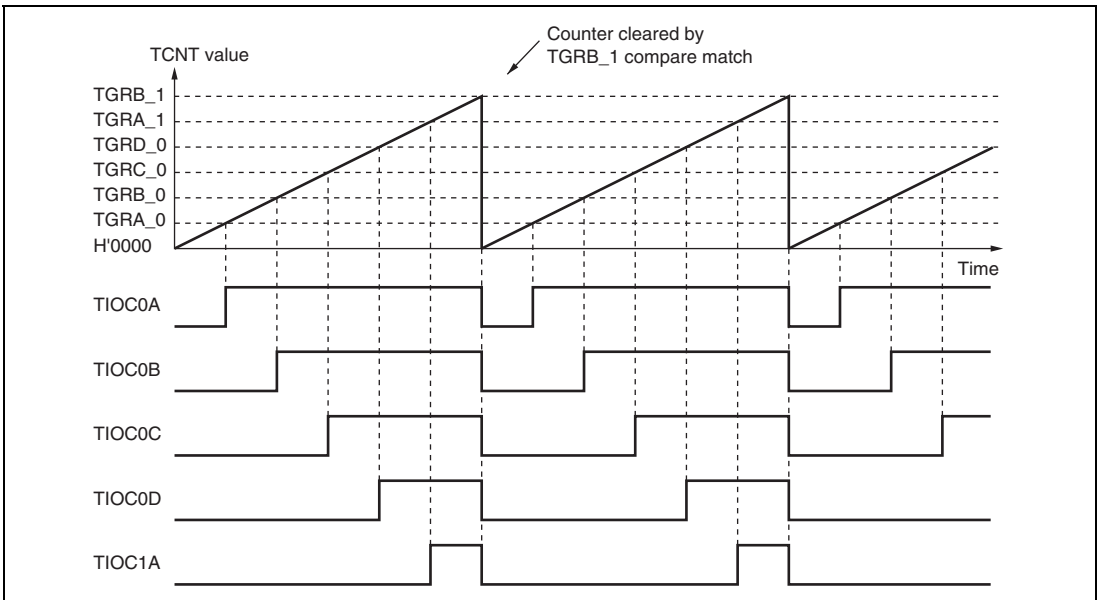 Counter cleared by
TGRB_1 compare match
TCNT value
TGRB_1
TGRA_1
TGRD_0
TGRC_0
TGRB_0
TGRA_0
H'0000
Time
TIOC0A
TIOC0B
TIOC0C
TIOC0D
TIOC1A